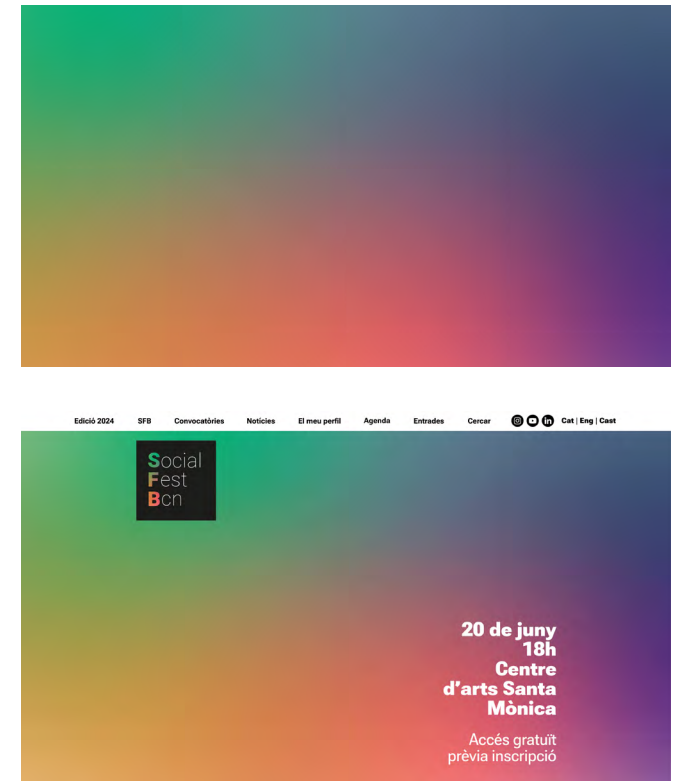 Edició 2024 SFB Convocatòries Notícies El meu perfil Agenda Entrades Cercar in Cat | Eng | Cast
Social
Fest
Bcn
20 de juny
18h
Centre
d'arts Santa
Mònica
Accés gratuït
prèvia inscripció